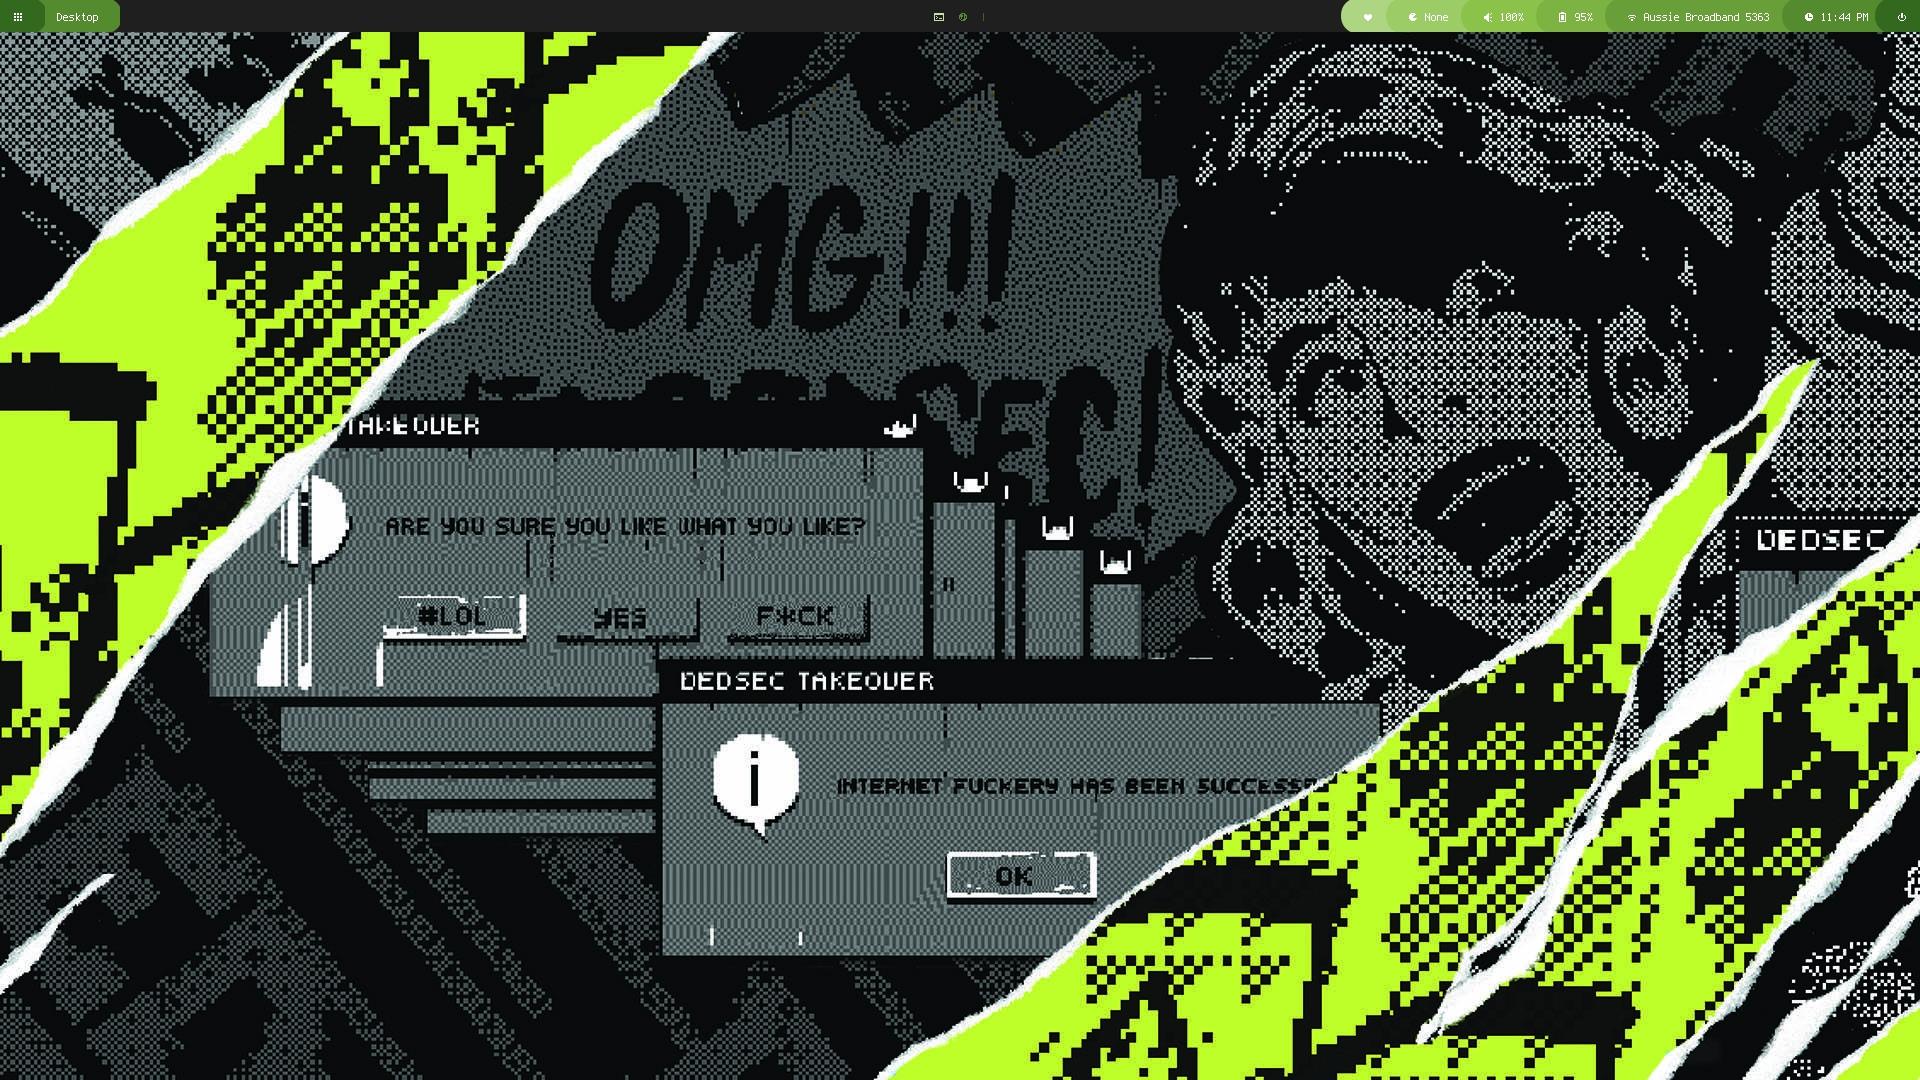 Desktop
None
100%
95%
Aussie Broadband 5363
11:44 PM
OMG!!!
TAKEOVER
ARE YOU SURE YOU LIKE WHAT YOU LIKE?
#LOL
YES
F*CK
DEDSEC
DEDSEC TAKEOVER
INTERNET FUCKERY HAS BEEN
OK